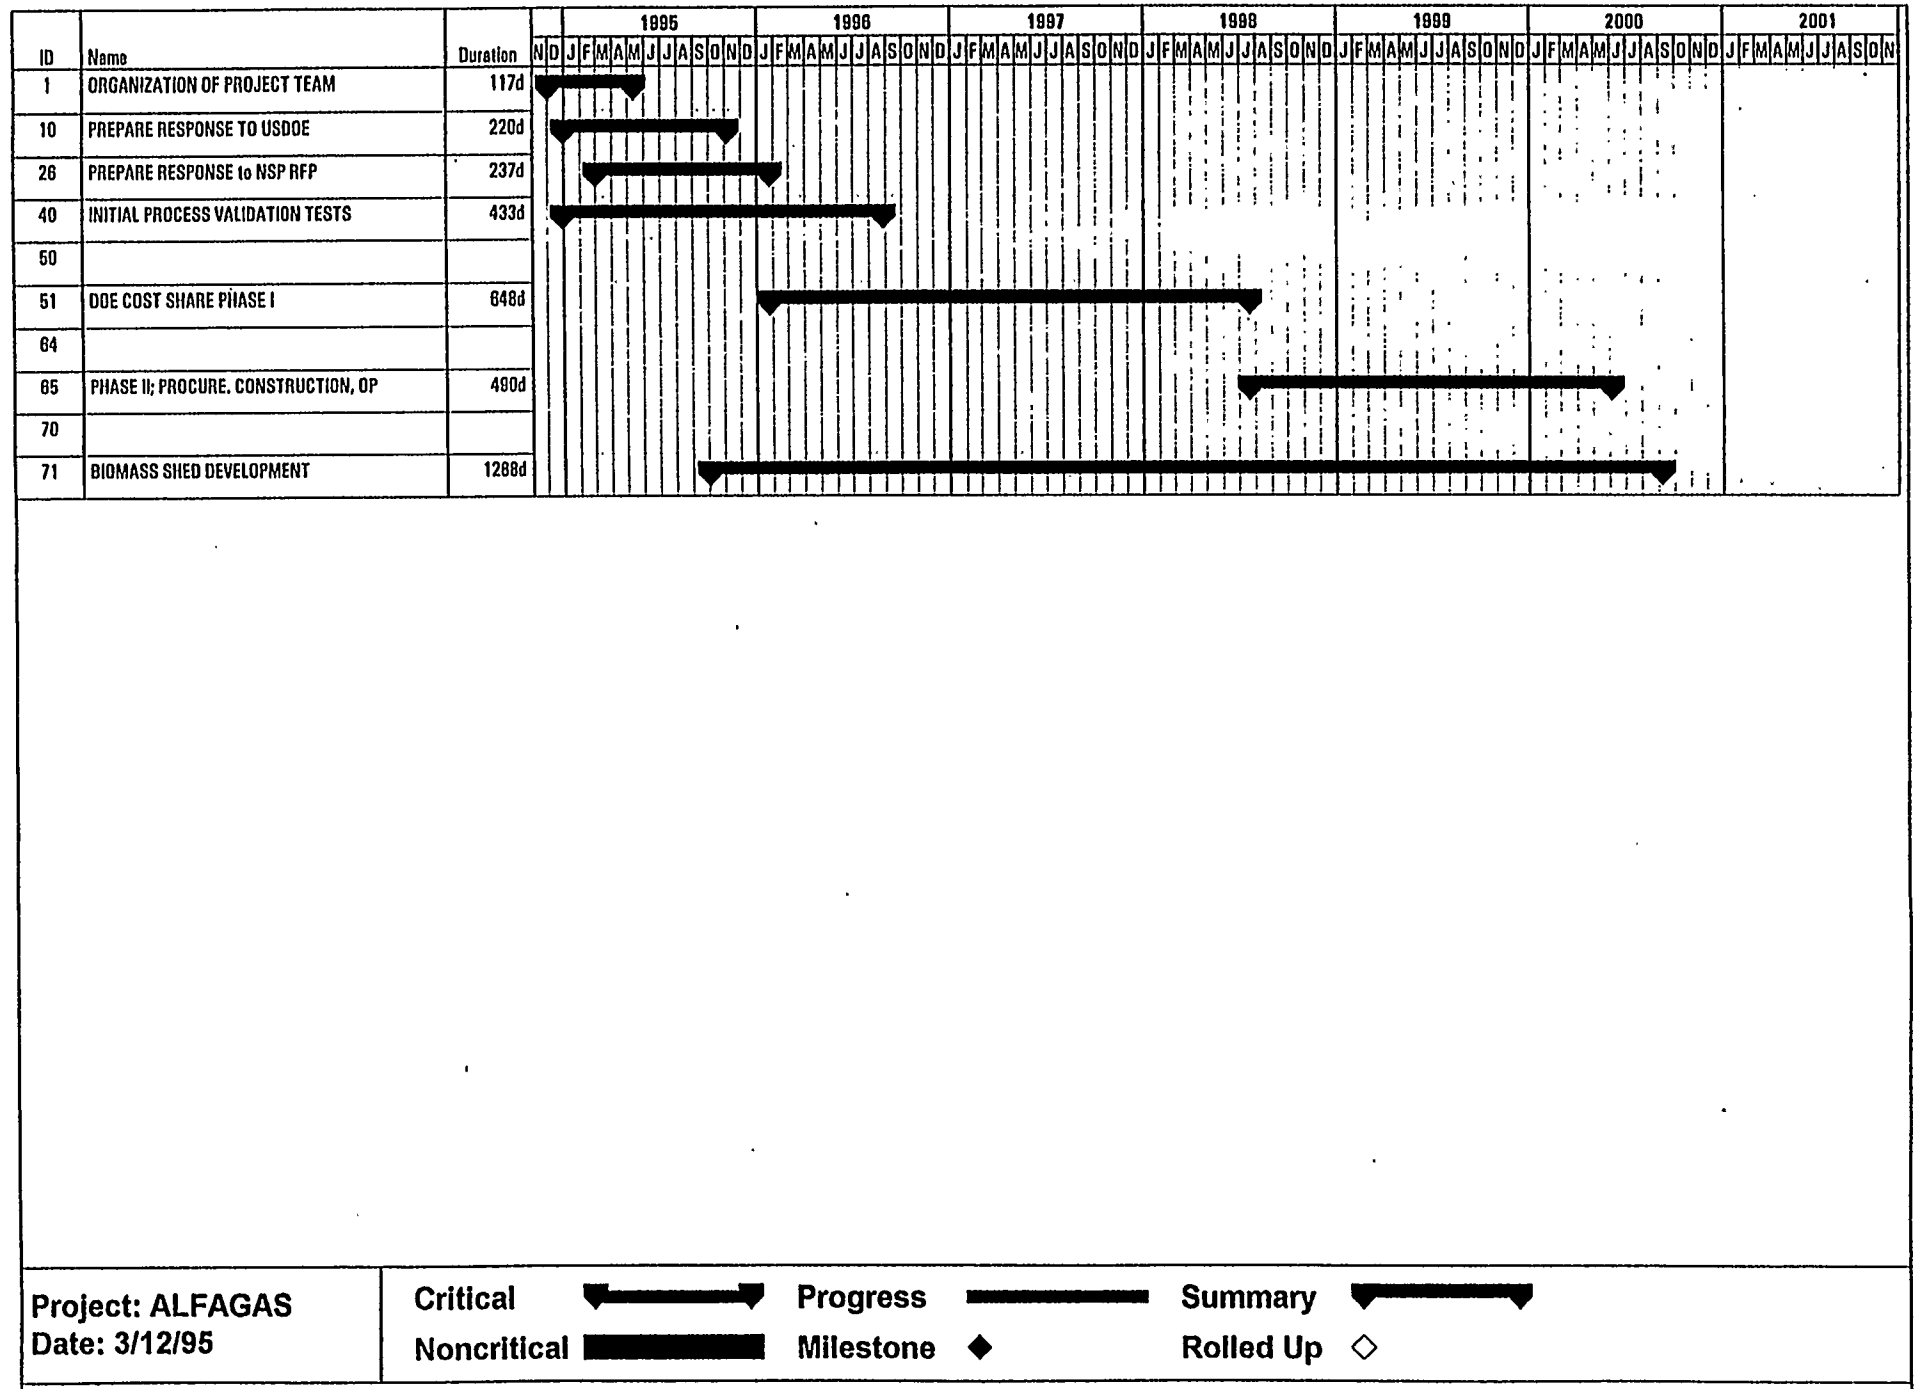 1995 1996 1997 1998 1999 2000 2001
ID Name Duration N D J F M A M J J A S O N D J F M A M J J A S O N D J F M A M J J A S O N D J F M A M J J A S O N D J F M A M J J A S O N D J F M A M J J A S O N D J F M A M J J A S O N
1 ORGANIZATION OF PROJECT TEAM 117d
10 PREPARE RESPONSE TO USDOE 220d
26 PREPARE RESPONSE to NSP RFP 237d
40 INITIAL PROCESS VALIDATION TESTS 433d
50
51 DOE COST SHARE PHASE I 648d
64
65 PHASE II; PROCURE. CONSTRUCTION, OP 490d
70
71 BIOMASS SHED DEVELOPMENT 1288d
Project: ALFAGAS
Date: 3/12/95
Critical Progress Summary
Noncritical Milestone Rolled Up